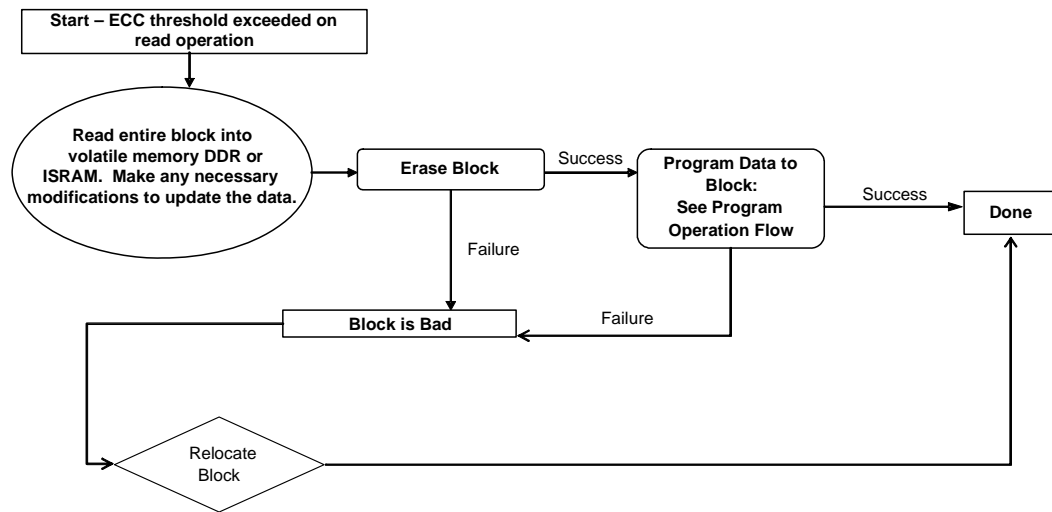 Start – ECC threshold exceeded on
read operation
Read entire block into
volatile memory DDR or
ISRAM.  Make any necessary
modifications to update the data.
Erase Block
Success
Program Data to
Block:
See Program
Operation Flow
Success
Done
Failure
Block is Bad
Failure
Relocate
Block